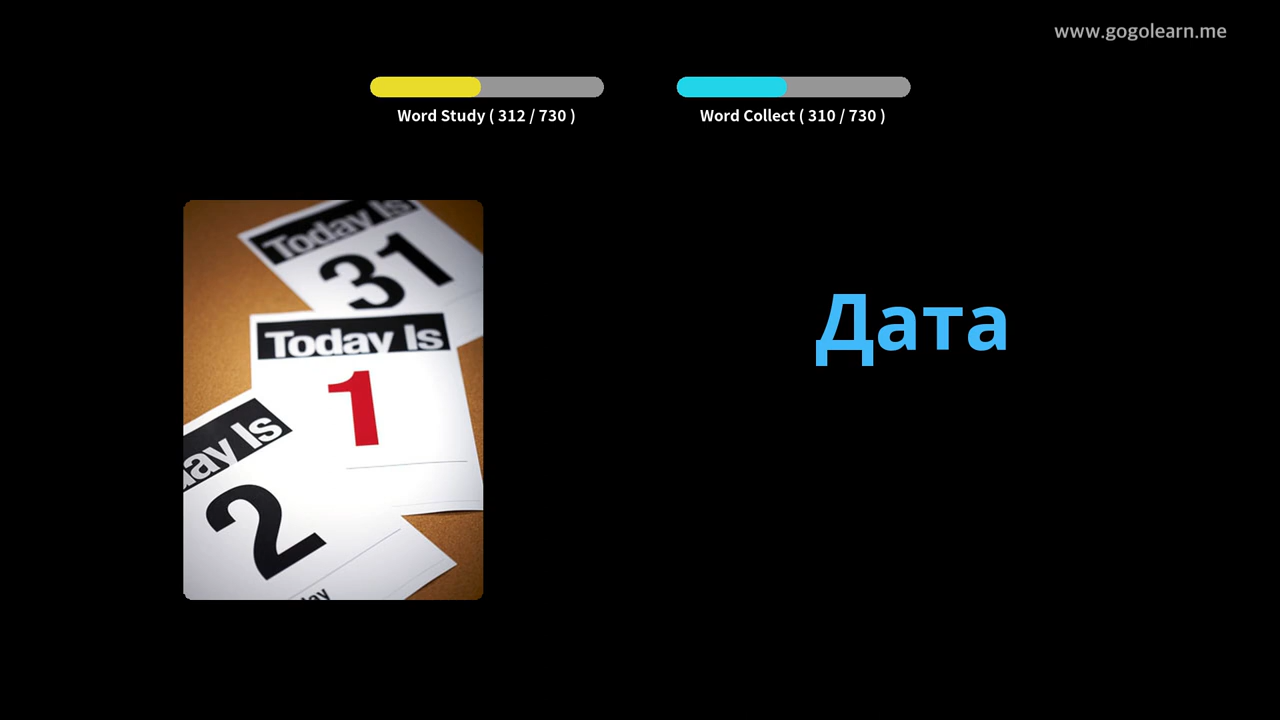 www.gogolearn.me
Word Study ( 312 / 730 )
Word Collect ( 310 / 730 )
Today Is
31
Today Is
1
ay Is
2
Дата